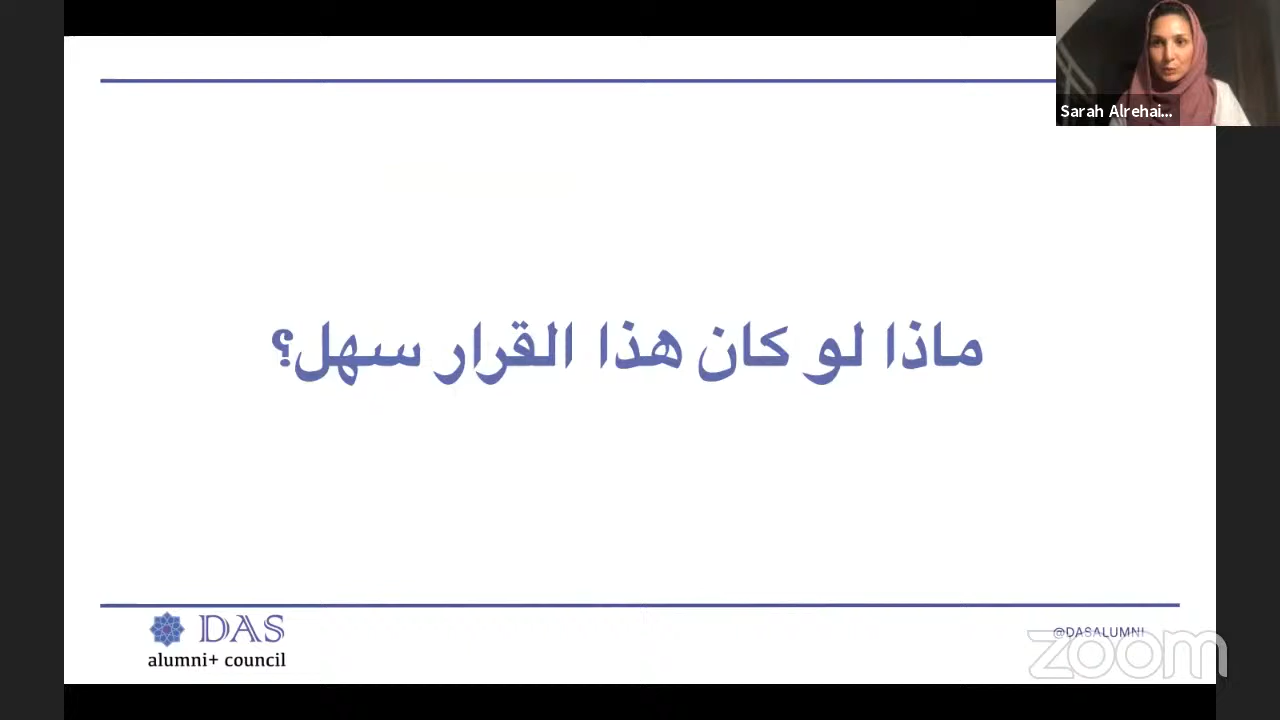 Sarah Alrehai...
ماذا لو كان هذا القرار سهل؟
DAS
alumni+ council
@DASALUMNI
zoom